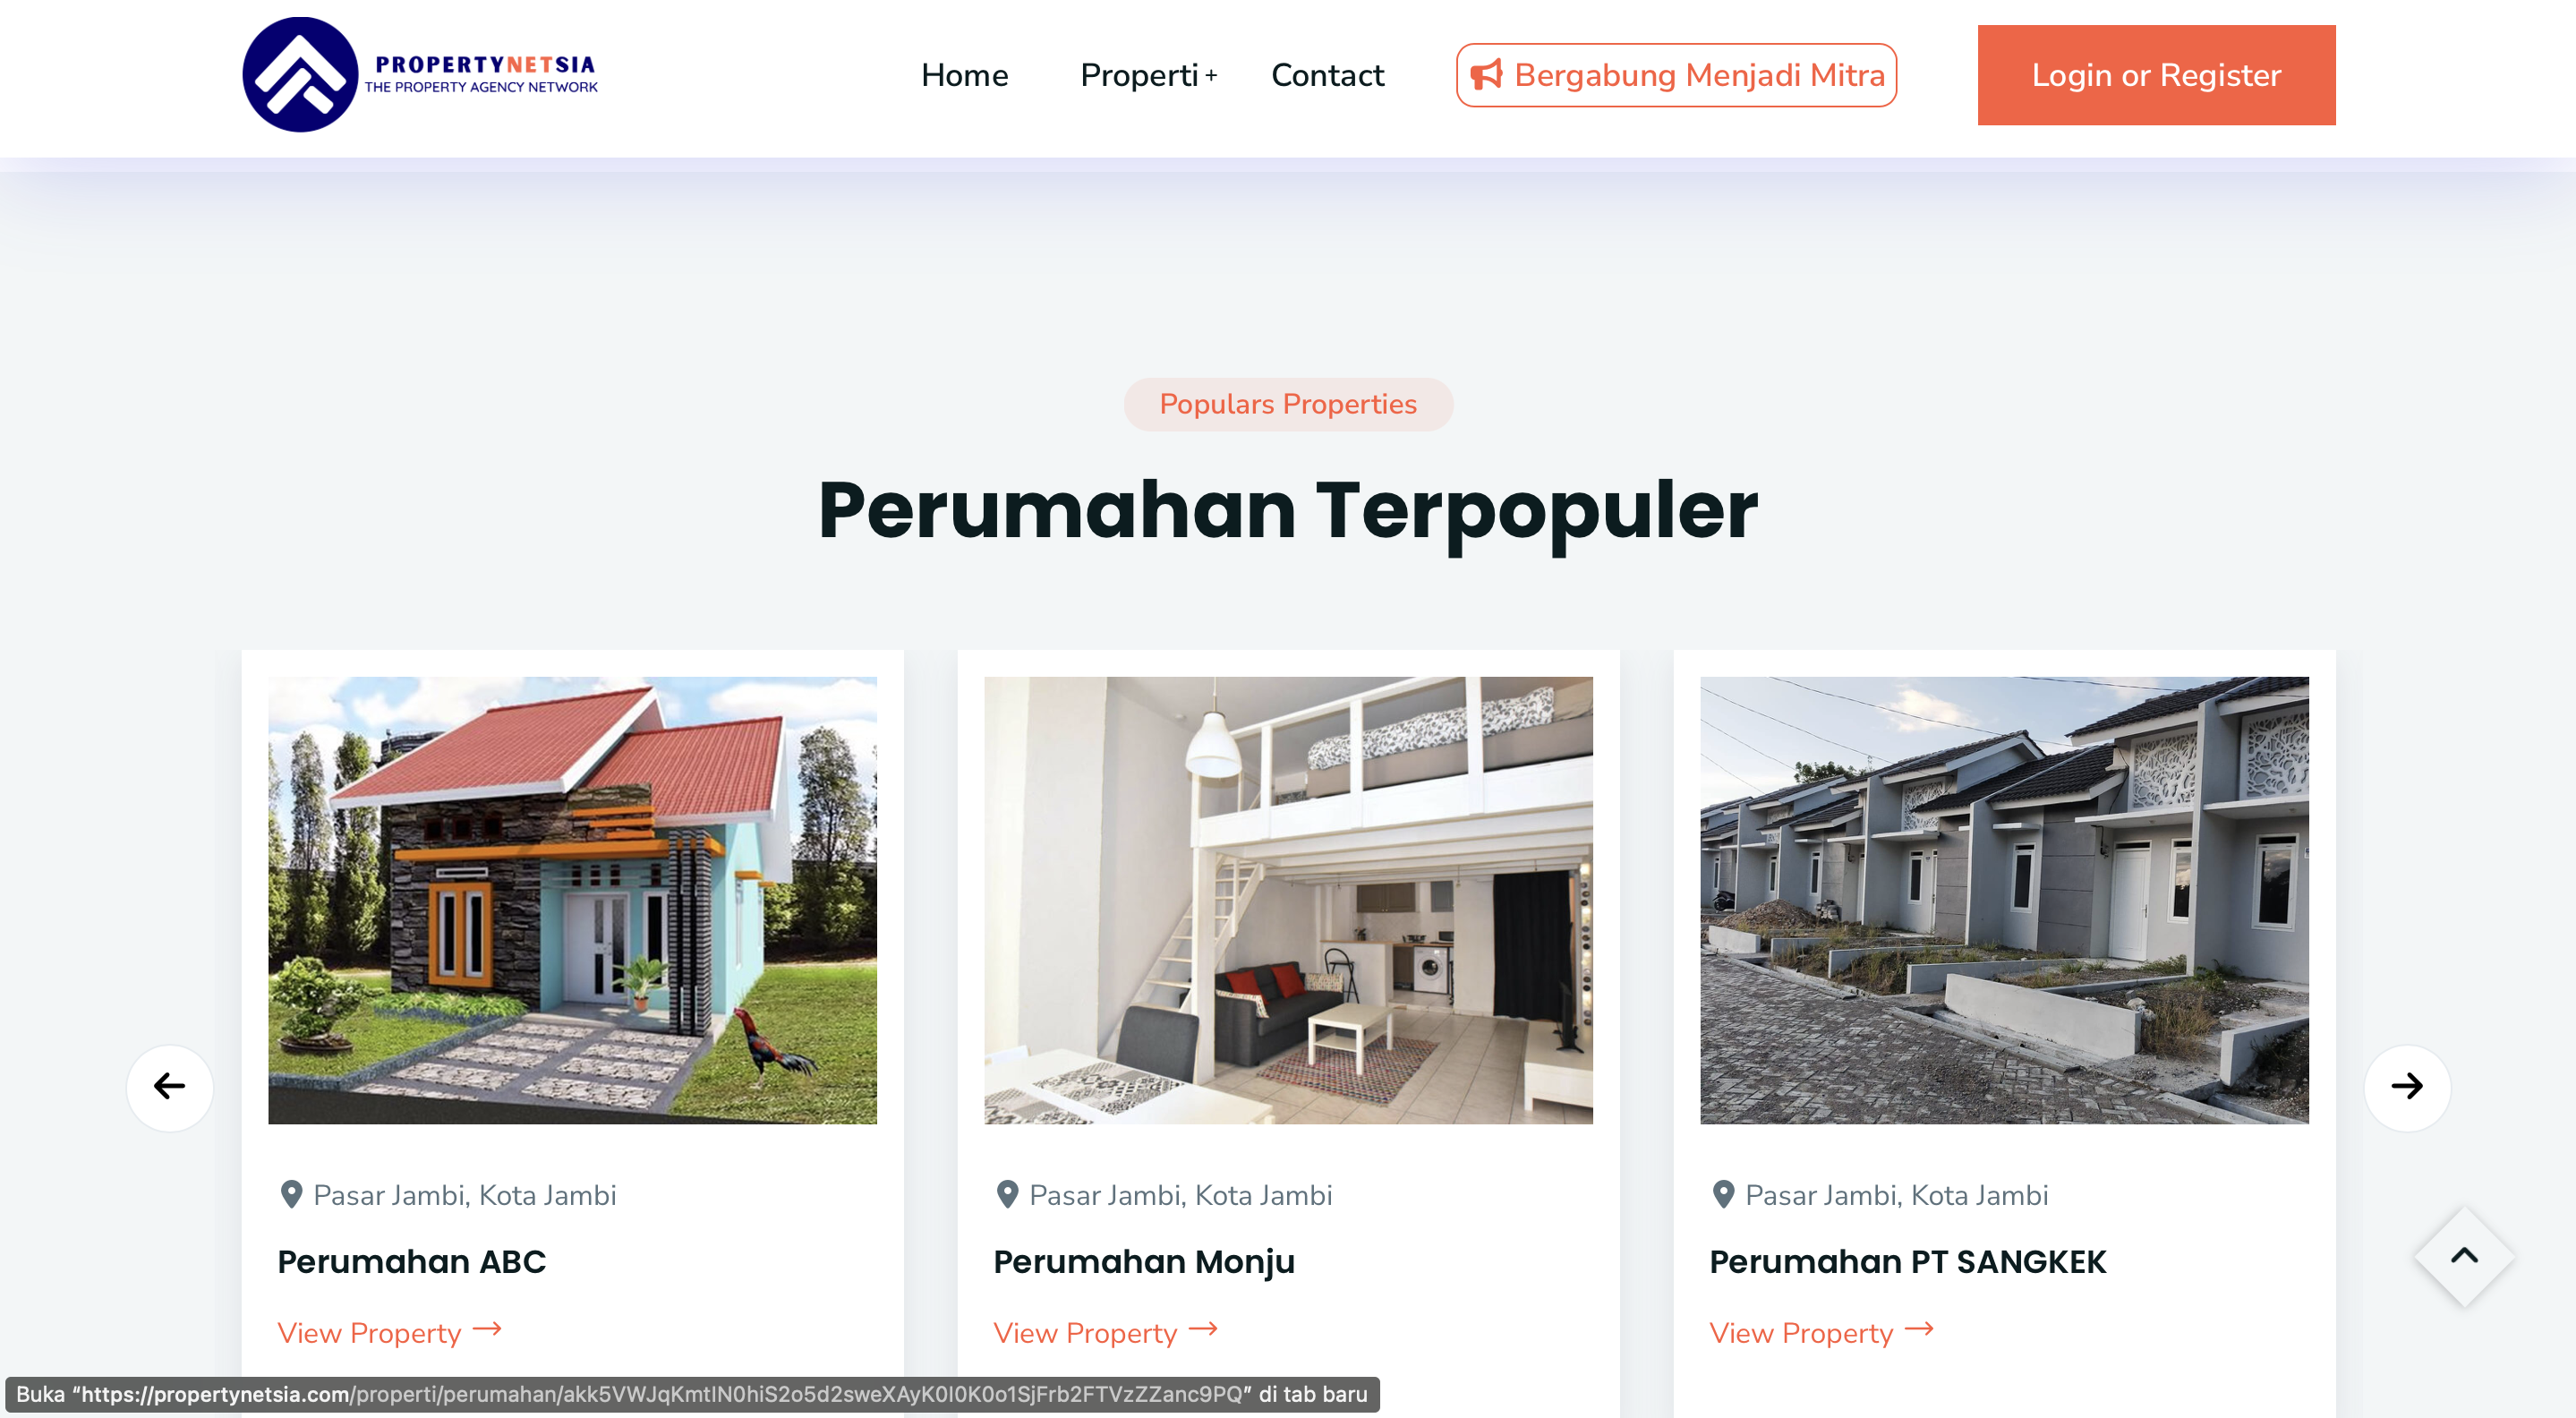 PROPERTYNETSIA
THE PROPERTY AGENCY NETWORK
Home
Properti +
Contact
Bergabung Menjadi Mitra
Login or Register
Populars Properties
Perumahan Terpopuler
Pasar Jambi, Kota Jambi
Perumahan ABC
View Property
Pasar Jambi, Kota Jambi
Perumahan Monju
View Property
Pasar Jambi, Kota Jambi
Perumahan PT SANGKEK
View Property
Buka “https://propertynetsia.com/properti/perumahan/akk5VWJqKmtIN0hiS2o5d2sweXAyK0I0K0o1SjFrb2FTVzZZanc9PQ” di tab baru